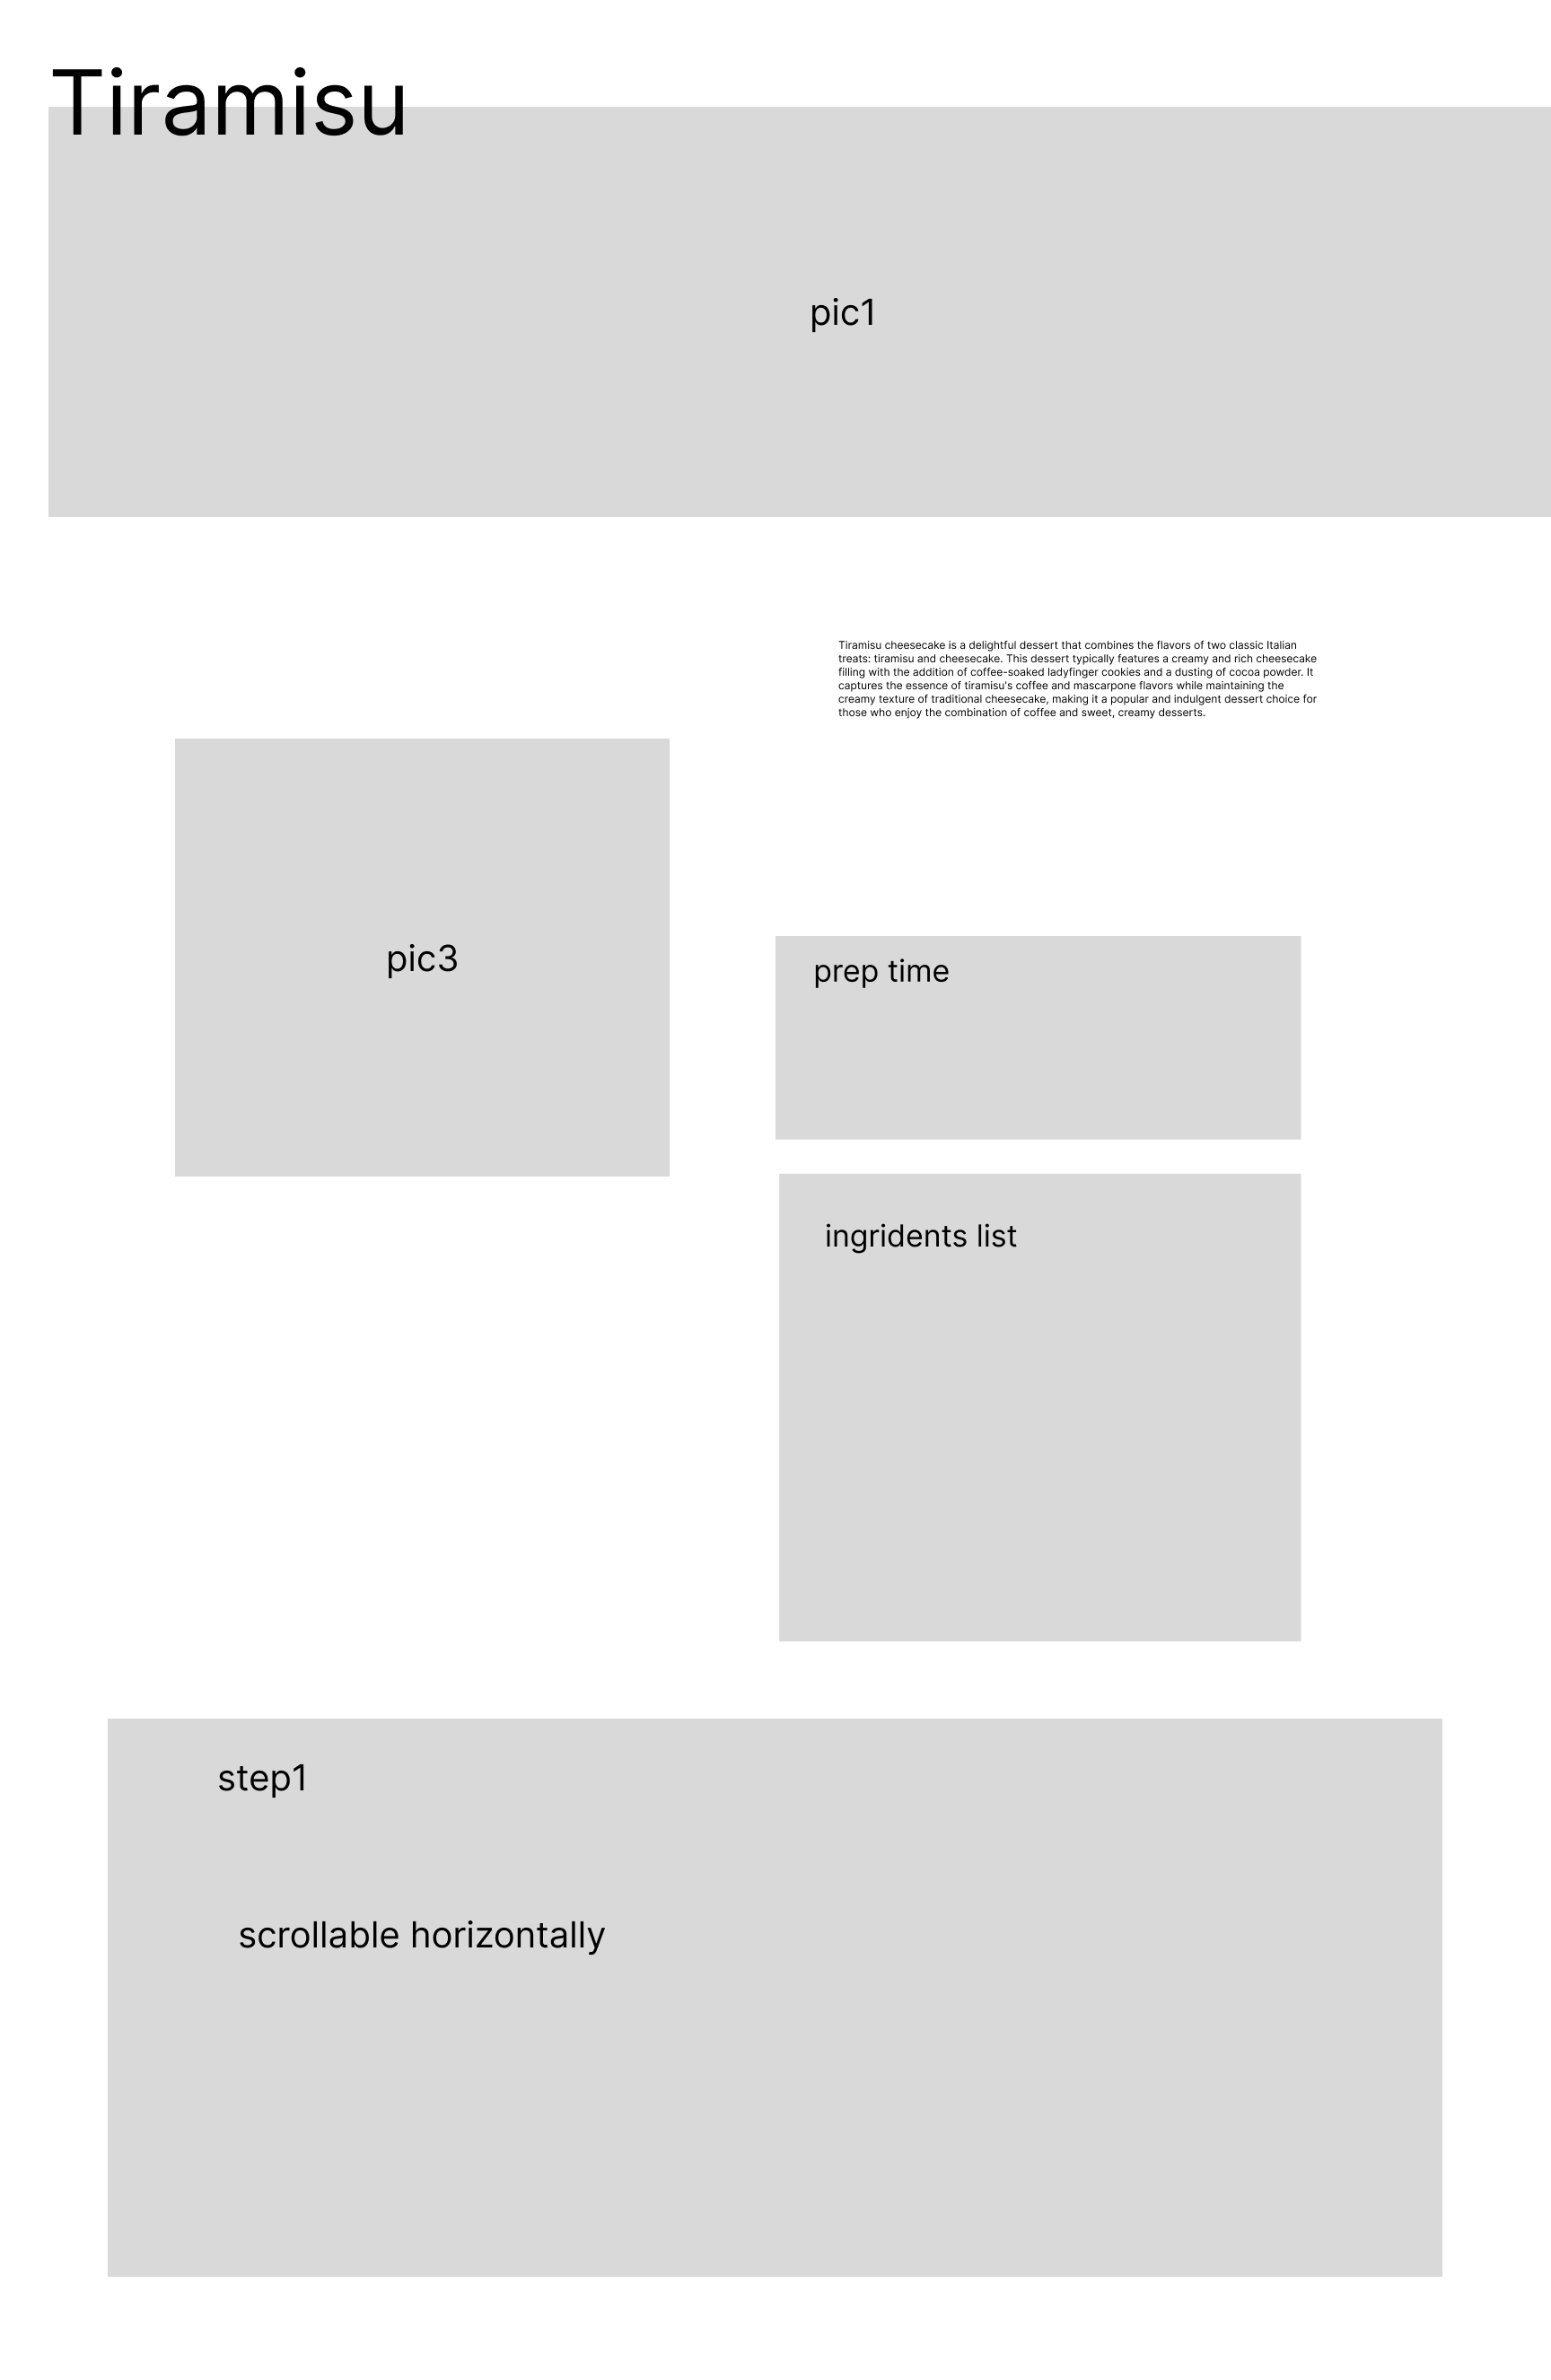 Tiramisu
pic1
Tiramisu cheesecake is a delightful dessert that combines the flavors of two classic Italian
treats: tiramisu and cheesecake. This dessert typically features a creamy and rich cheesecake
filling with the addition of coffee-soaked ladyfinger cookies and a dusting of cocoa powder. It
captures the essence of tiramisu's coffee and mascarpone flavors while maintaining the
creamy texture of traditional cheesecake, making it a popular and indulgent dessert choice for
those who enjoy the combination of coffee and sweet, creamy desserts.
pic3
prep time
ingridents list
step1
scrollable horizontally